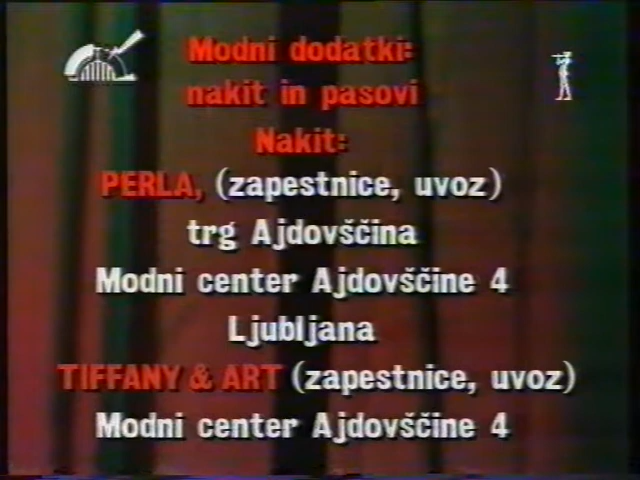 Modni dodatki:
nakit in pasovi
Nakit:
PERLA, (zapestnice, uvoz)
trg Ajdovščina
Modni center Ajdovščine 4
Ljubljana
TIFFANY & ART (zapestnice, uvoz)
Modni center Ajdovščine 4